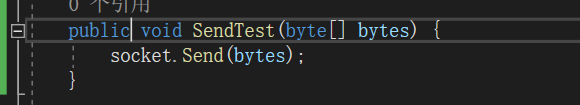 0 个引用
public void SendTest(byte[] bytes) {
socket.Send(bytes);
}